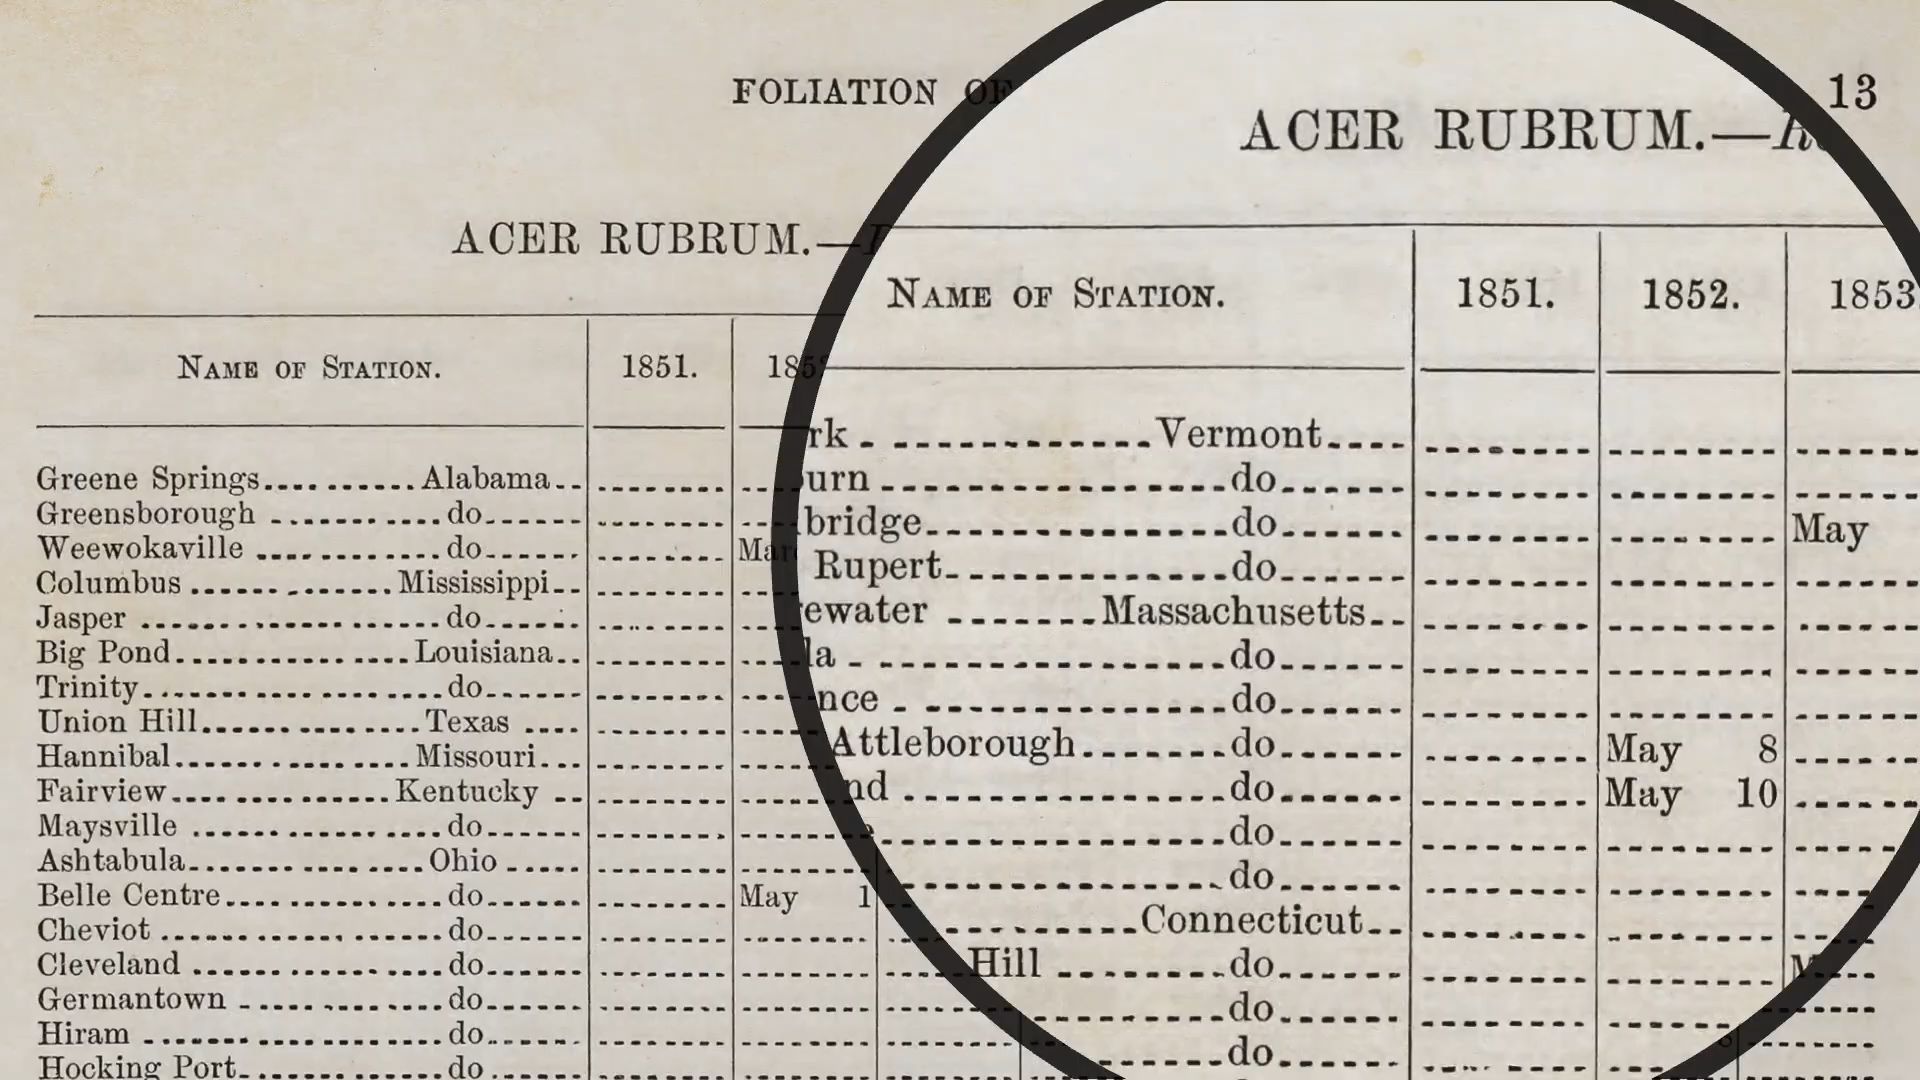 FOLIATION OF
13
ACER RUBRUM.—
NAME OF STATION. 1851.
Greene Springs Alabama
Greensborough do
Weewokaville do
Columbus Mississippi
Jasper do
Big Pond Louisiana
Trinity do
Union Hill Texas
Hannibal Missouri
Fairview Kentucky
Maysville do
Ashtabula Ohio
Belle Centre do May 1
Cheviot do
Cleveland do
Germantown do
Hiram do
Hocking Port do
ACER RUBRUM.—
NAME OF STATION. 1851. 1852. 1853
rk Vermont
urn do
bridge do May
Rupert do
ewater Massachusetts
la do
nce do
Attleborough do May 8
nd do May 10
do
do
Connecticut
Hill do
do
do